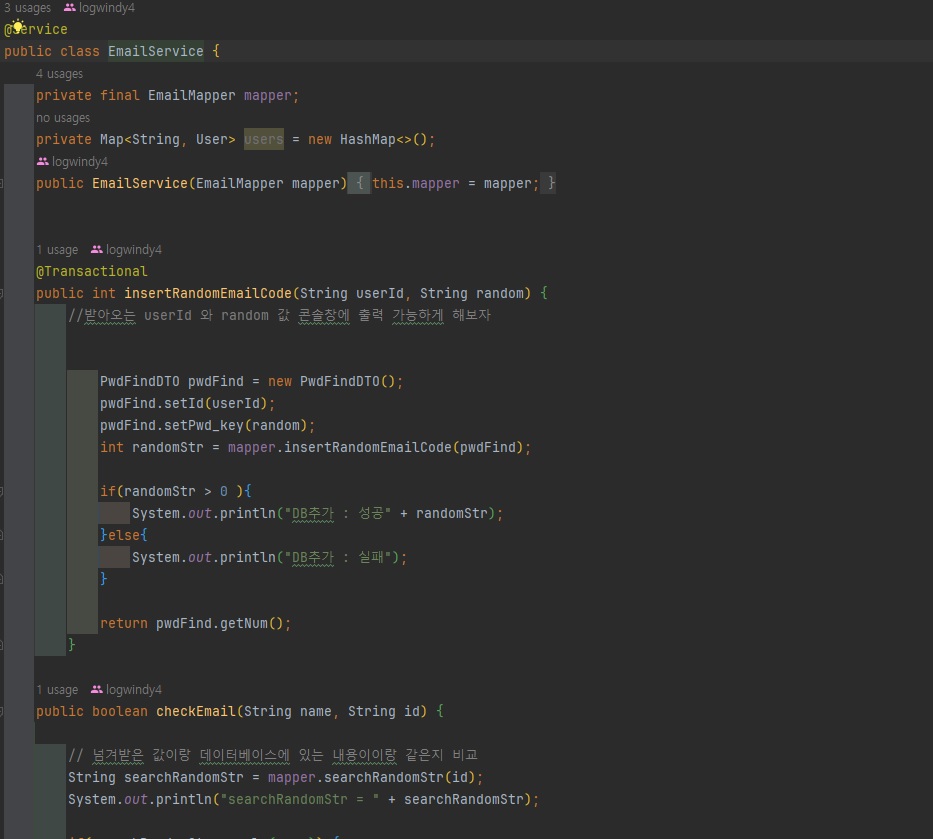 3 usages logwindy4
@Service
public class EmailService {
4 usages
private final EmailMapper mapper;
no usages
private Map<String, User> users = new HashMap<>();
logwindy4
public EmailService(EmailMapper mapper) { this.mapper = mapper; }
1 usage logwindy4
@Transactional
public int insertRandomEmailCode(String userId, String random) {
//받아오는 userId 와 random 값 콘솔창에 출력 가능하게 해보자
PwdFindDTO pwdFind = new PwdFindDTO();
pwdFind.setId(userId);
pwdFind.setPwd_key(random);
int randomStr = mapper.insertRandomEmailCode(pwdFind);
if(randomStr > 0 ){
System.out.println("DB추가 : 성공" + randomStr);
}else{
System.out.println("DB추가 : 실패");
}
return pwdFind.getNum();
}
1 usage logwindy4
public boolean checkEmail(String name, String id) {
// 넘겨받은 값이랑 데이터베이스에 있는 내용이이랑 같은지 비교
String searchRandomStr = mapper.searchRandomStr(id);
System.out.println("searchRandomStr = " + searchRandomStr);